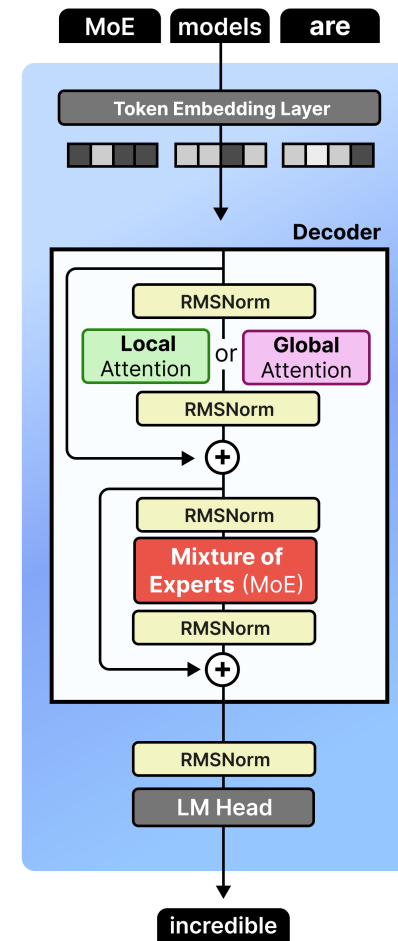 MoE models are
Token Embedding Layer
Decoder
RMSNorm
Local
Attention
or
Global
Attention
RMSNorm
+
RMSNorm
Mixture of
Experts (MoE)
RMSNorm
+
RMSNorm
LM Head
incredible